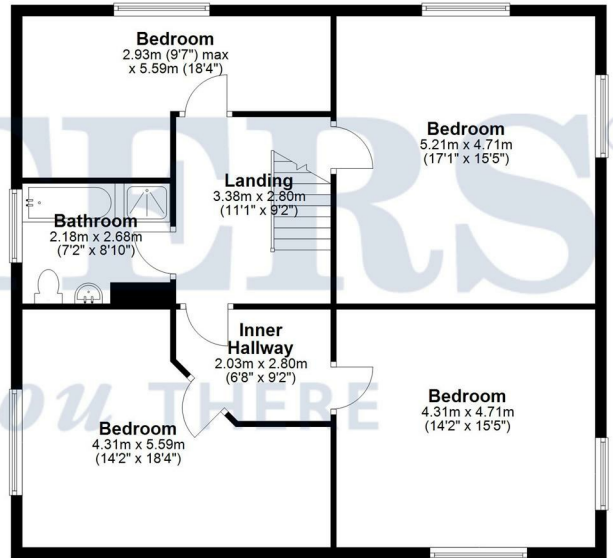 Bedroom
2.93m (9'7") max
x 5.59m (18'4")
Bedroom
5.21m x 4.71m
(17'1" x 15'5")
Landing
3.38m x 2.80m
(11'1" x 9'2")
Bathroom
2.18m x 2.68m
(7'2" x 8'10")
Inner
Hallway
2.03m x 2.80m
(6'8" x 9'2")
Bedroom
4.31m x 4.71m
(14'2" x 15'5")
Bedroom
4.31m x 5.59m
(14'2" x 18'4")
TERS
you THERE